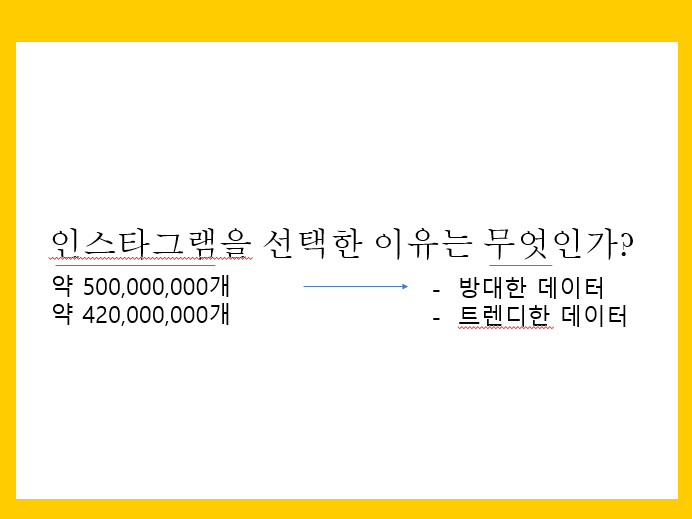 인스타그램을 선택한 이유는 무엇인가?
약 500,000,000개
약 420,000,000개
- 방대한 데이터
- 트렌디한 데이터